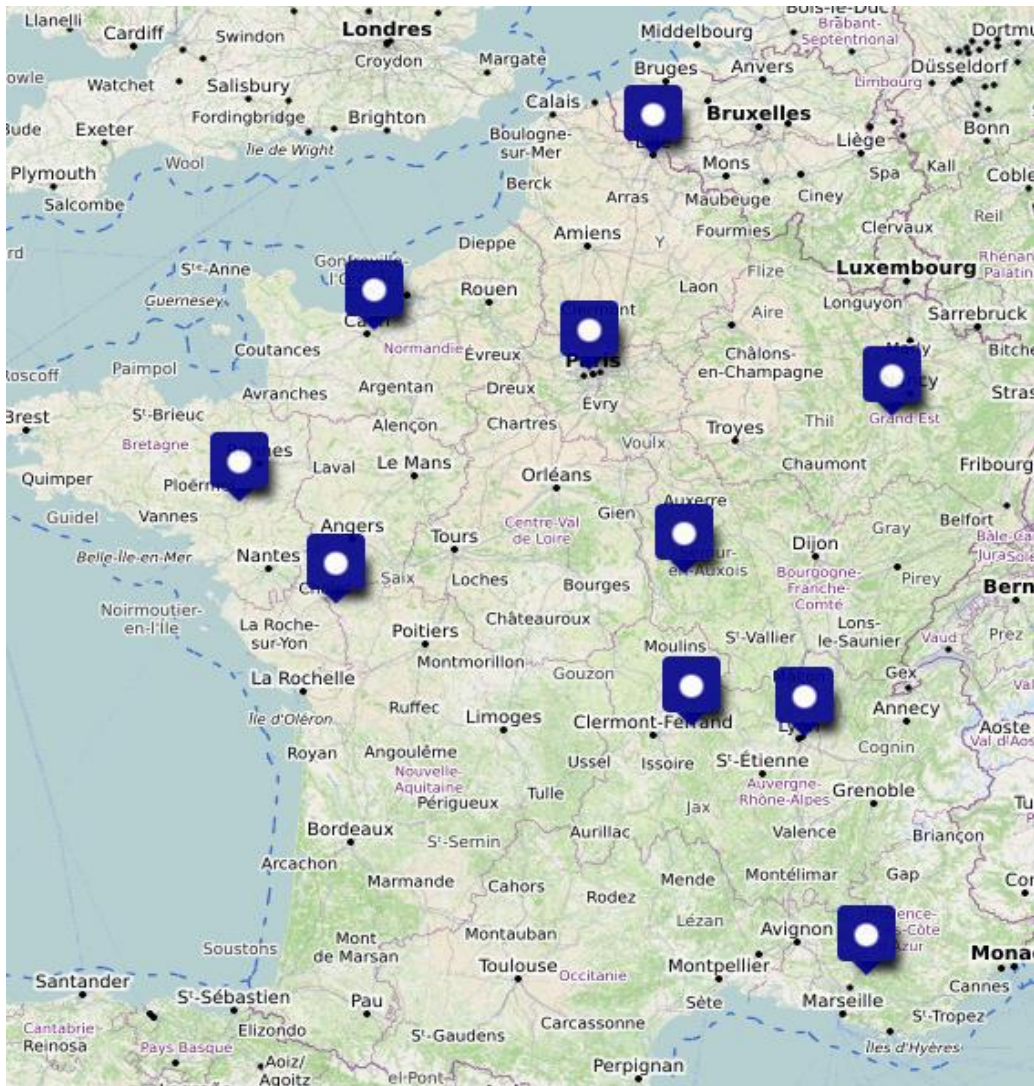 Llanelli
Cardiff
Swindon
Londres
Croydon
Margate
Middelbourg
Brabant-
Septentrional
Watchet
Salisbury
Fordingbridge
Brighton
Exeter
Île de Wight
Wool
Plymouth
Salcombe
Calais
Boulogne-
sur-Mer
Berck
Bruges
Anvers
Limbourg
Düsseldorf
Bruxelles
Liège
Bonn
Mons
Spa
Kall
Arras
Maubeuge
Ciney
Fourmies
Clervaux
Reil
Dieppe
Amiens
Y
Flize
Luxembourg
Sᵗᵉ-Anne
Guernesey
Rouen
Laon
Aire
Longuyon
Sarrebruck
Coutances
Normandie
Évreux
Paris
Châlons-
en-Champagne
Roscoff
Paimpol
Avranches
Argentan
Dreux
Évry
Grand Est
Brest
Sᵗ-Brieuc
Alençon
Chartres
Voulx
Troyes
Thil
Bretagne
Laval
Le Mans
Orléans
Chaumont
Quimper
Guidel
Vannes
Auxerre
Gien
Gray
Belfort
Belle-Île-en-Mer
Angers
Tours
Centre-Val
de Loire
Dijon
Nantes
Saix
Loches
Bourges
Bourgogne-
Franche-
Comté
Pirey
Noirmoutier-
en-l'Île
Châteauroux
La Roche-
sur-Yon
Poitiers
Moulins
Sᵗ-Vallier
Lons-
le-Saunier
Vaud
Prez
Montmorillon
Gouzon
La Rochelle
Gex
Île d'Oléron
Ruffec
Limoges
Clermont-Ferrand
Annecy
Aoste
Royan
Angoulême
Ussel
Issoire
Sᵗ-Étienne
Cognin
Nouvelle-
Aquitaine
Périgueux
Tulle
Jax
Auvergne-
Rhône-Alpes
Grenoble
Bordeaux
Sᵗ-Sernin
Aurillac
Valence
Briançon
Arcachon
Marmande
Cahors
Rodez
Mende
Montélimar
Gap
Soustons
Mont
de Marsan
Montauban
Lézan
Avignon
Santander
Sᵗ-Sébastien
Pau
Toulouse
Occitanie
Montpellier
Cannes
Cantabrie
Reinosa
Pays Basque
Elizondo
Sᵗ-Gaudens
Carcassonne
Sète
Marseille
Sᵗ-Tropez
Aoiz/
Agoitz
el-Pont
Perpignan
Îles d'Hyères